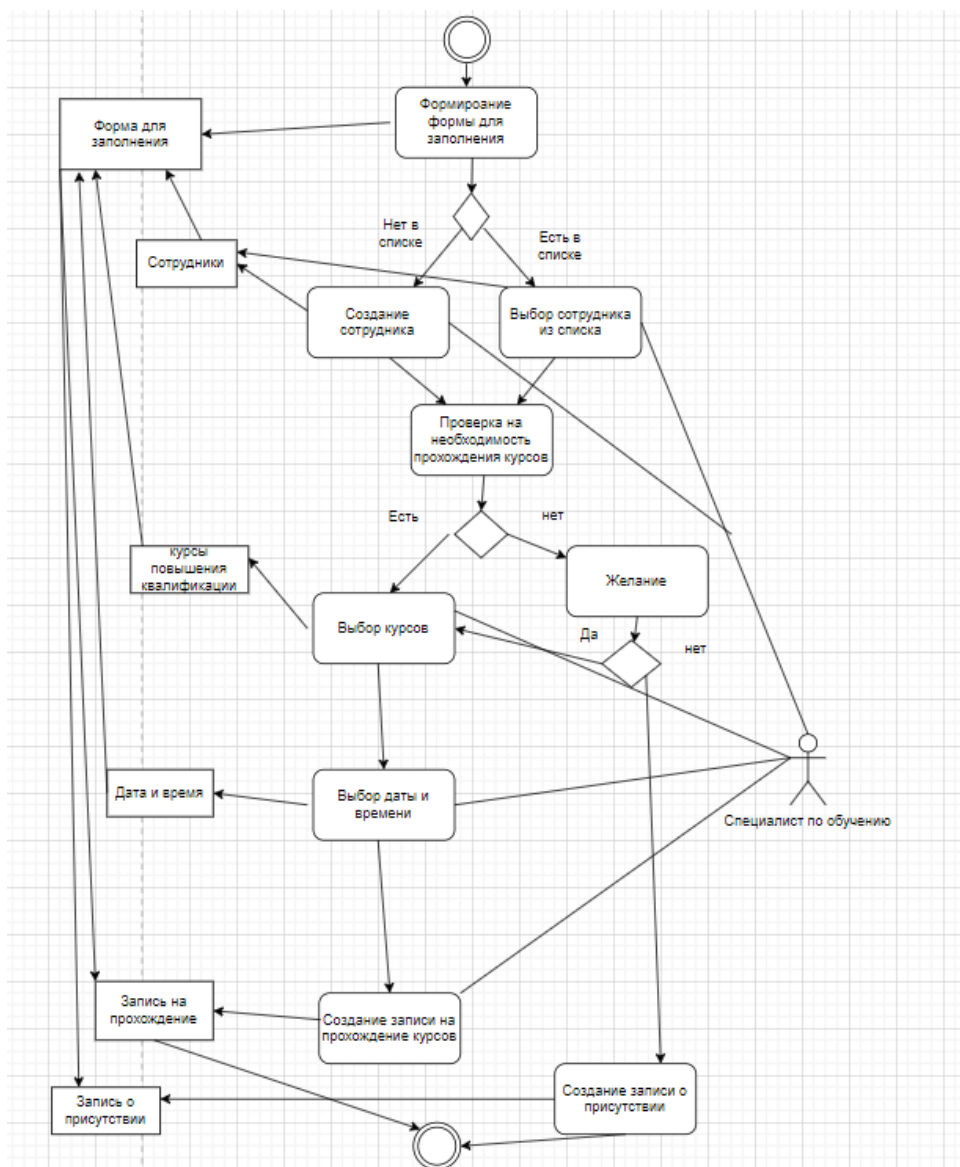 Формироание
формы для
заполнения
Форма для
заполнения
Нет в
списке
Есть в
списке
Сотрудники
Создание
сотрудника
Выбор сотрудника
из списка
Проверка на
необходимость
прохождения курсов
Есть
нет
курсы
повышения
квалификации
Желание
Выбор курсов
Да
нет
Дата и время
Выбор даты и
времени
Специалист по обучению
Запись на
прохождение
Создание записи на
прохождение курсов
Создание записи о
присутствии
Запись о
присутствии